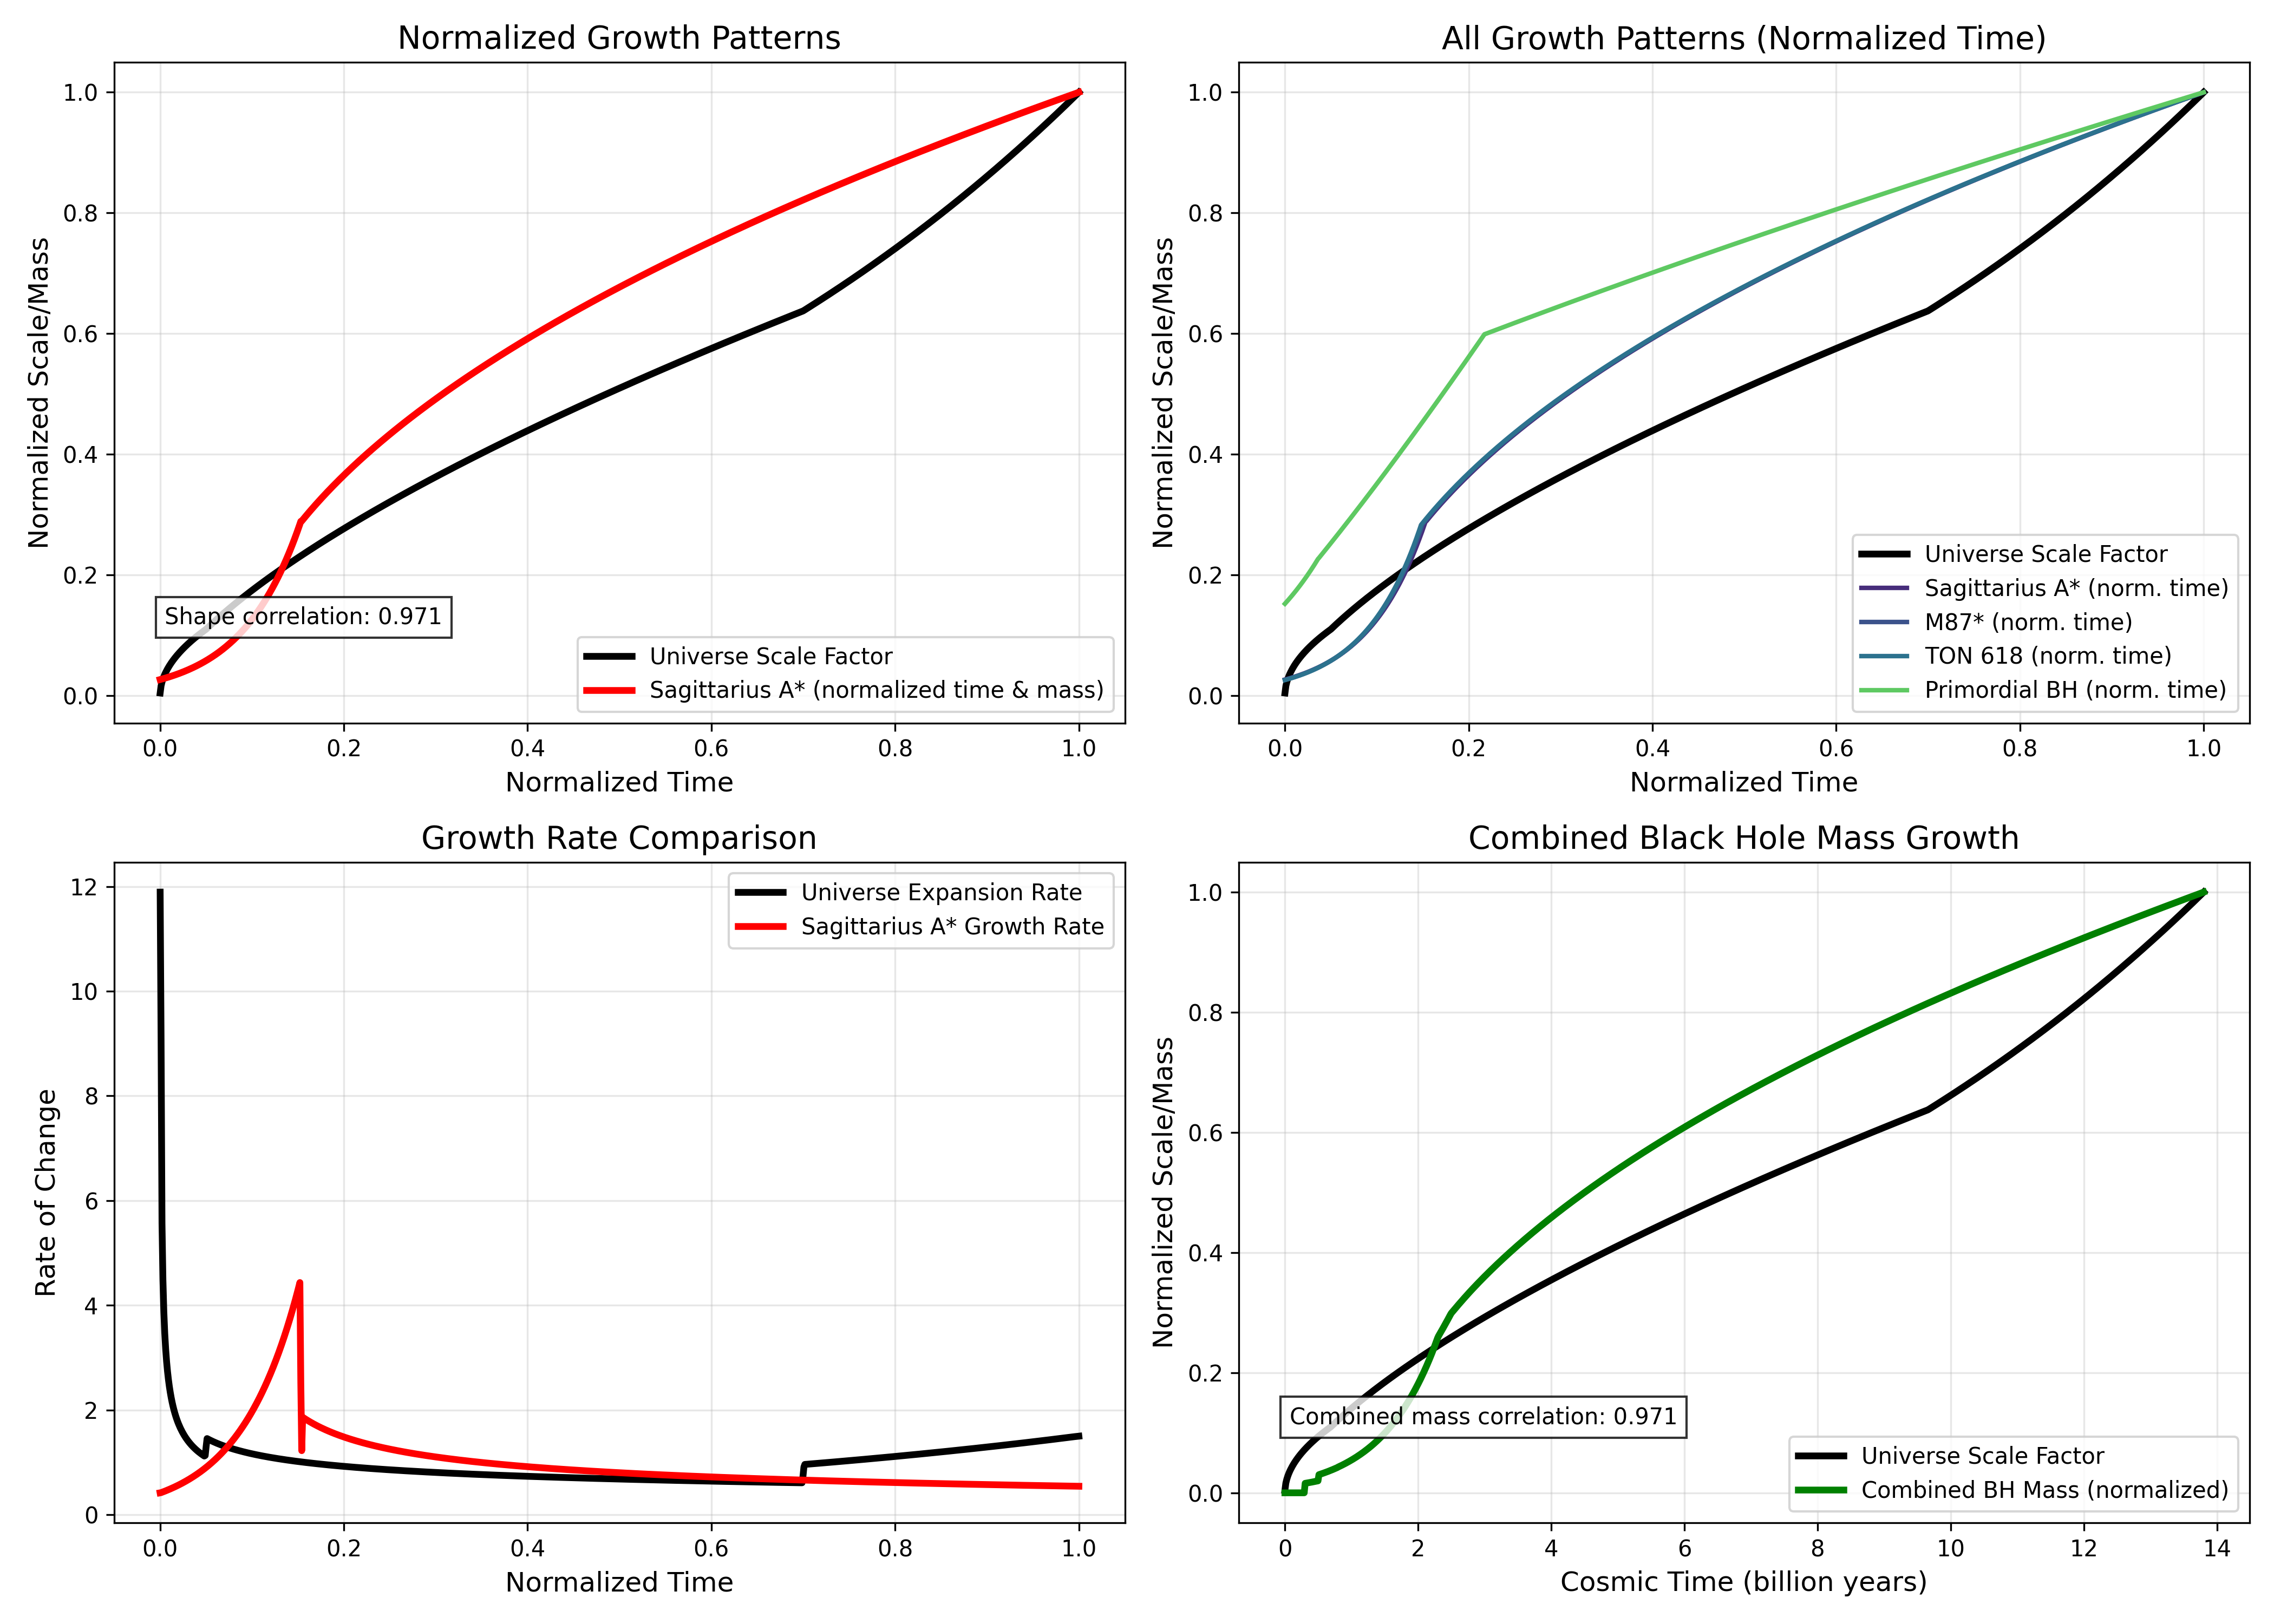 Normalized Growth Patterns
Normalized Scale/Mass
1.0
0.8
0.6
0.4
0.2
0.0
Shape correlation: 0.971
Universe Scale Factor
Sagittarius A* (normalized time & mass)
0.0 0.2 0.4 0.6 0.8 1.0
Normalized Time
All Growth Patterns (Normalized Time)
Normalized Scale/Mass
1.0
0.8
0.6
0.4
0.2
0.0
Universe Scale Factor
Sagittarius A* (norm. time)
M87* (norm. time)
TON 618 (norm. time)
Primordial BH (norm. time)
0.0 0.2 0.4 0.6 0.8 1.0
Normalized Time
Growth Rate Comparison
Rate of Change
12
10
8
6
4
2
0
Universe Expansion Rate
Sagittarius A* Growth Rate
0.0 0.2 0.4 0.6 0.8 1.0
Normalized Time
Combined Black Hole Mass Growth
Normalized Scale/Mass
1.0
0.8
0.6
0.4
0.2
0.0
Combined mass correlation: 0.971
Universe Scale Factor
Combined BH Mass (normalized)
0 2 4 6 8 10 12 14
Cosmic Time (billion years)